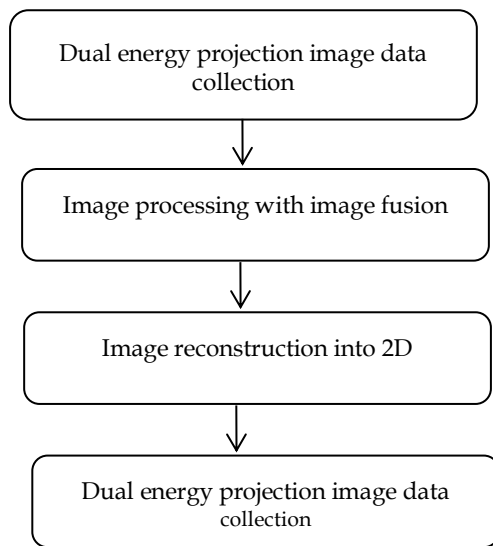 Dual energy projection image data
collection
Image processing with image fusion
Image reconstruction into 2D
Dual energy projection image data
collection